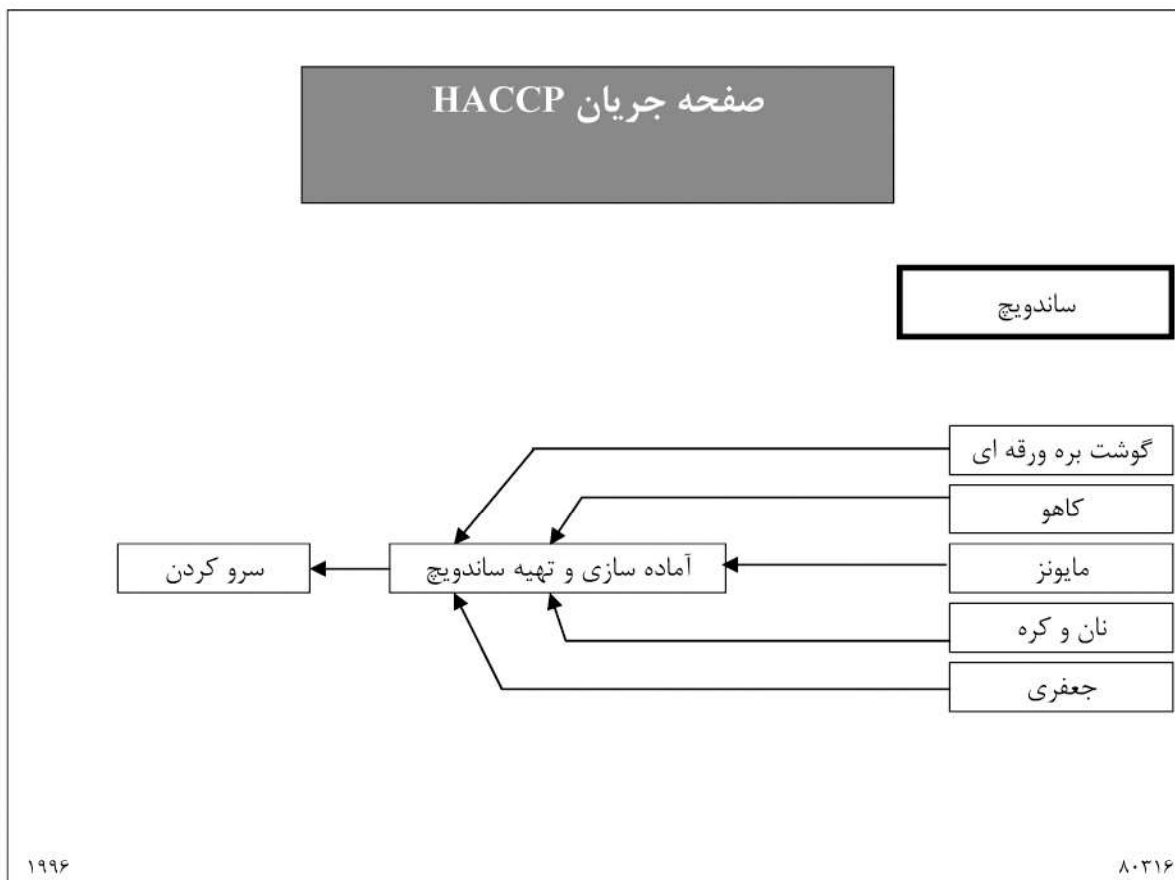 صفحه جریان HACCP
ساندویچ
گوشت بره ورقه ای
کاهو
مایونز
نان و کره
جعفری
آماده سازی و تهیه ساندویچ
سرو کردن
۸۰۳۱۶
۱۹۹۶